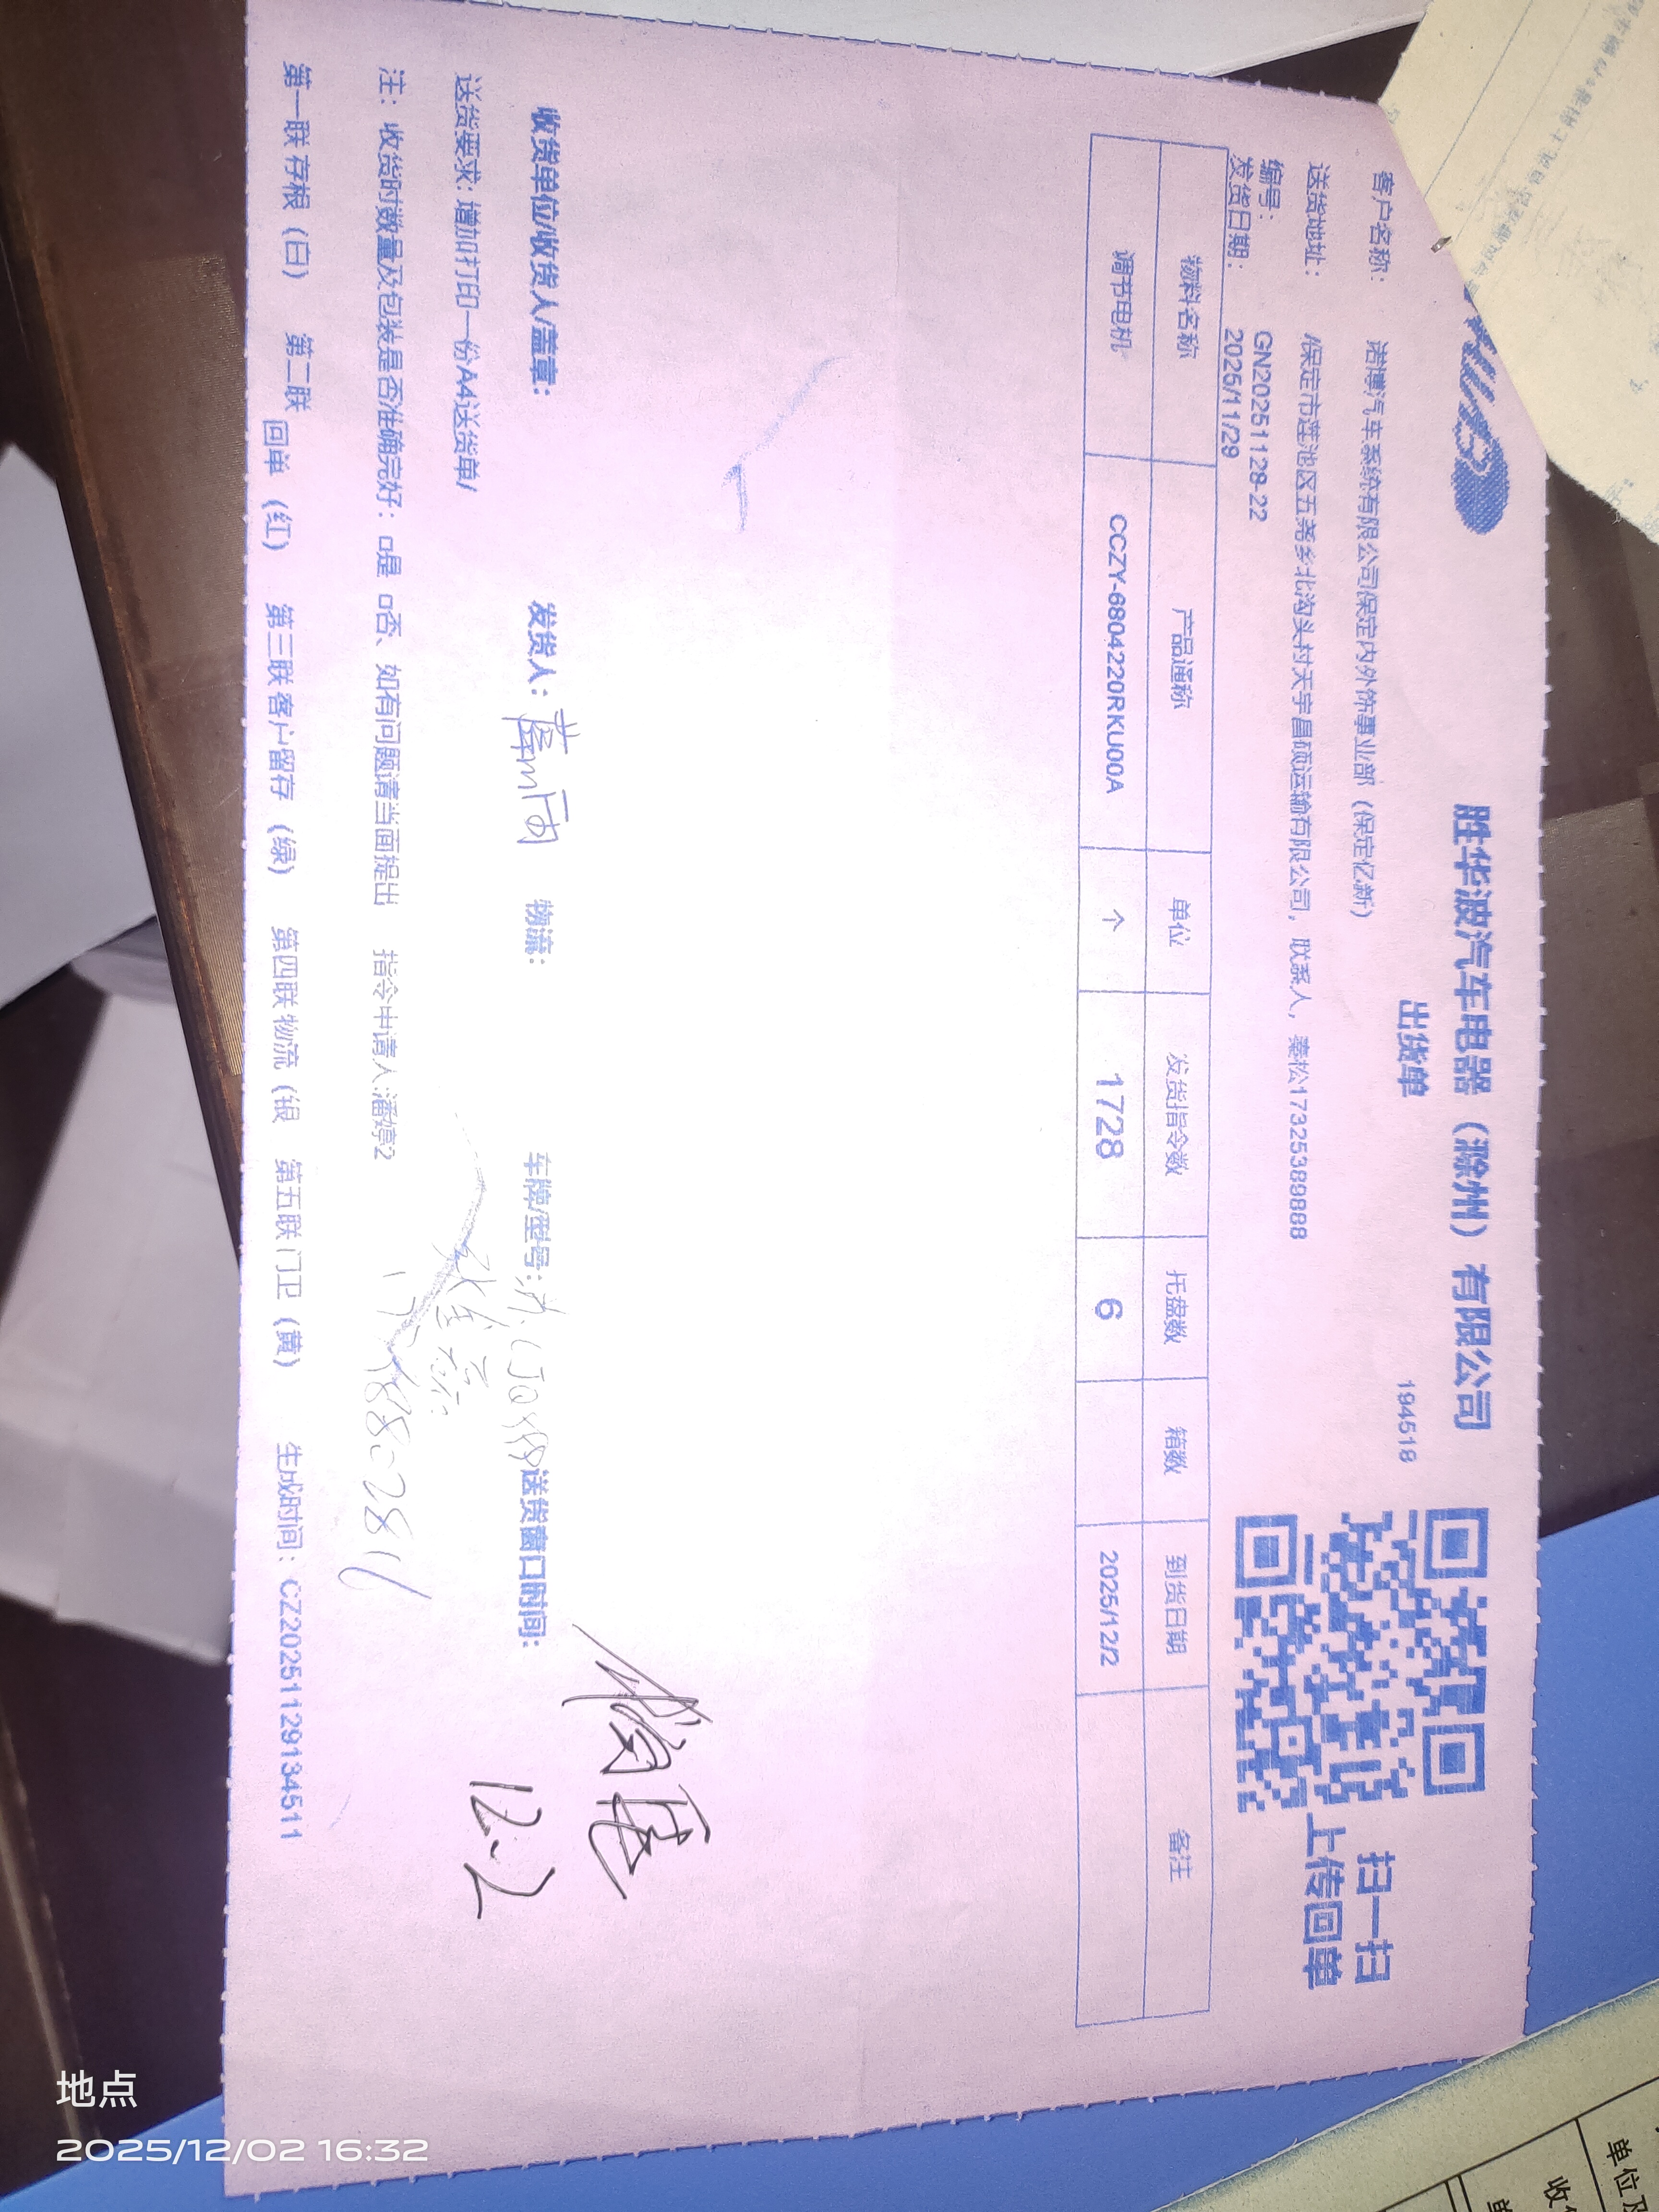 胜华波汽车电器（滁州）有限公司
出货单
194518
扫一扫
上传回单
客户名称： 诺博汽车系统有限公司保定内外饰事业部（保定亿新）
送货地址： /保定市莲池区五尧乡北沟头村天宇昌硕运输有限公司，联系人，
编号： GN20251128-22
发货日期： 2025/11/29
物料名称 产品通称 单位 发货指令数 托盘数 箱数 到货日期 备注
调节电机 CCZY-6804220RKU00A 个 1728 6 2025/12/2
收货单位/收货人/盖章： 发货人： 物流： 车牌/型号： 送货窗口时间：
12.2
送货要求: 增加打印一份A4送货单/
注： 收货时数量及包装是否准确完好： □是 □否、如有问题请当面提出 指令申请人:潘婷2
第一联 存根（白） 第二联 回单（红） 第三联 客户留存（绿） 第四联 物流（银 第五联 门卫（黄） 生成时间：CZ20251129134511
地点
2025/12/02 16:32